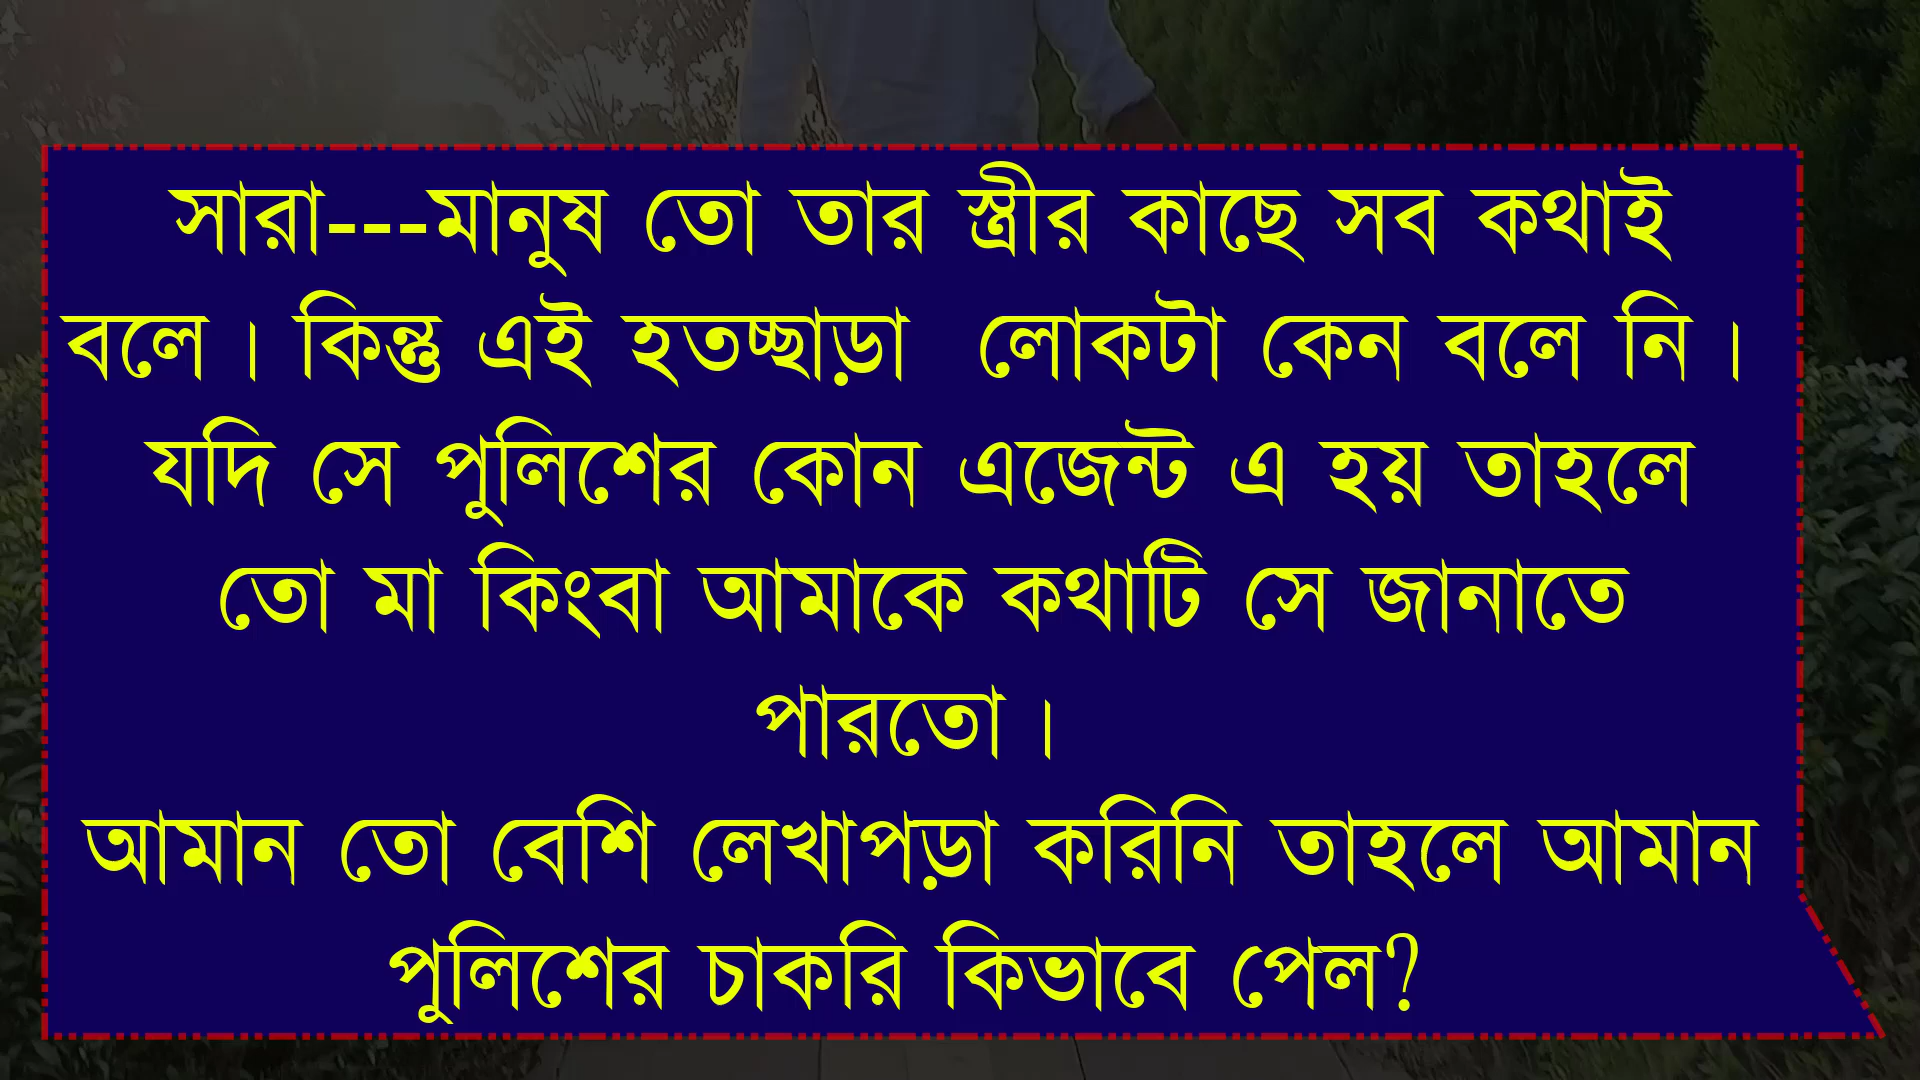 সারা---মানুষ তো তার স্ত্রীর কাছে সব কথাই
বলে। কিন্তু এই হতচ্ছাড়া  লোকটা কেন বলে নি।
যদি সে পুলিশের কোন এজেন্ট এ হয় তাহলে
তো মা কিংবা আমাকে কথাটি সে জানাতে
পারতো।
আমান তো বেশি লেখাপড়া করিনি তাহলে আমান
পুলিশের চাকরি কিভাবে পেল?